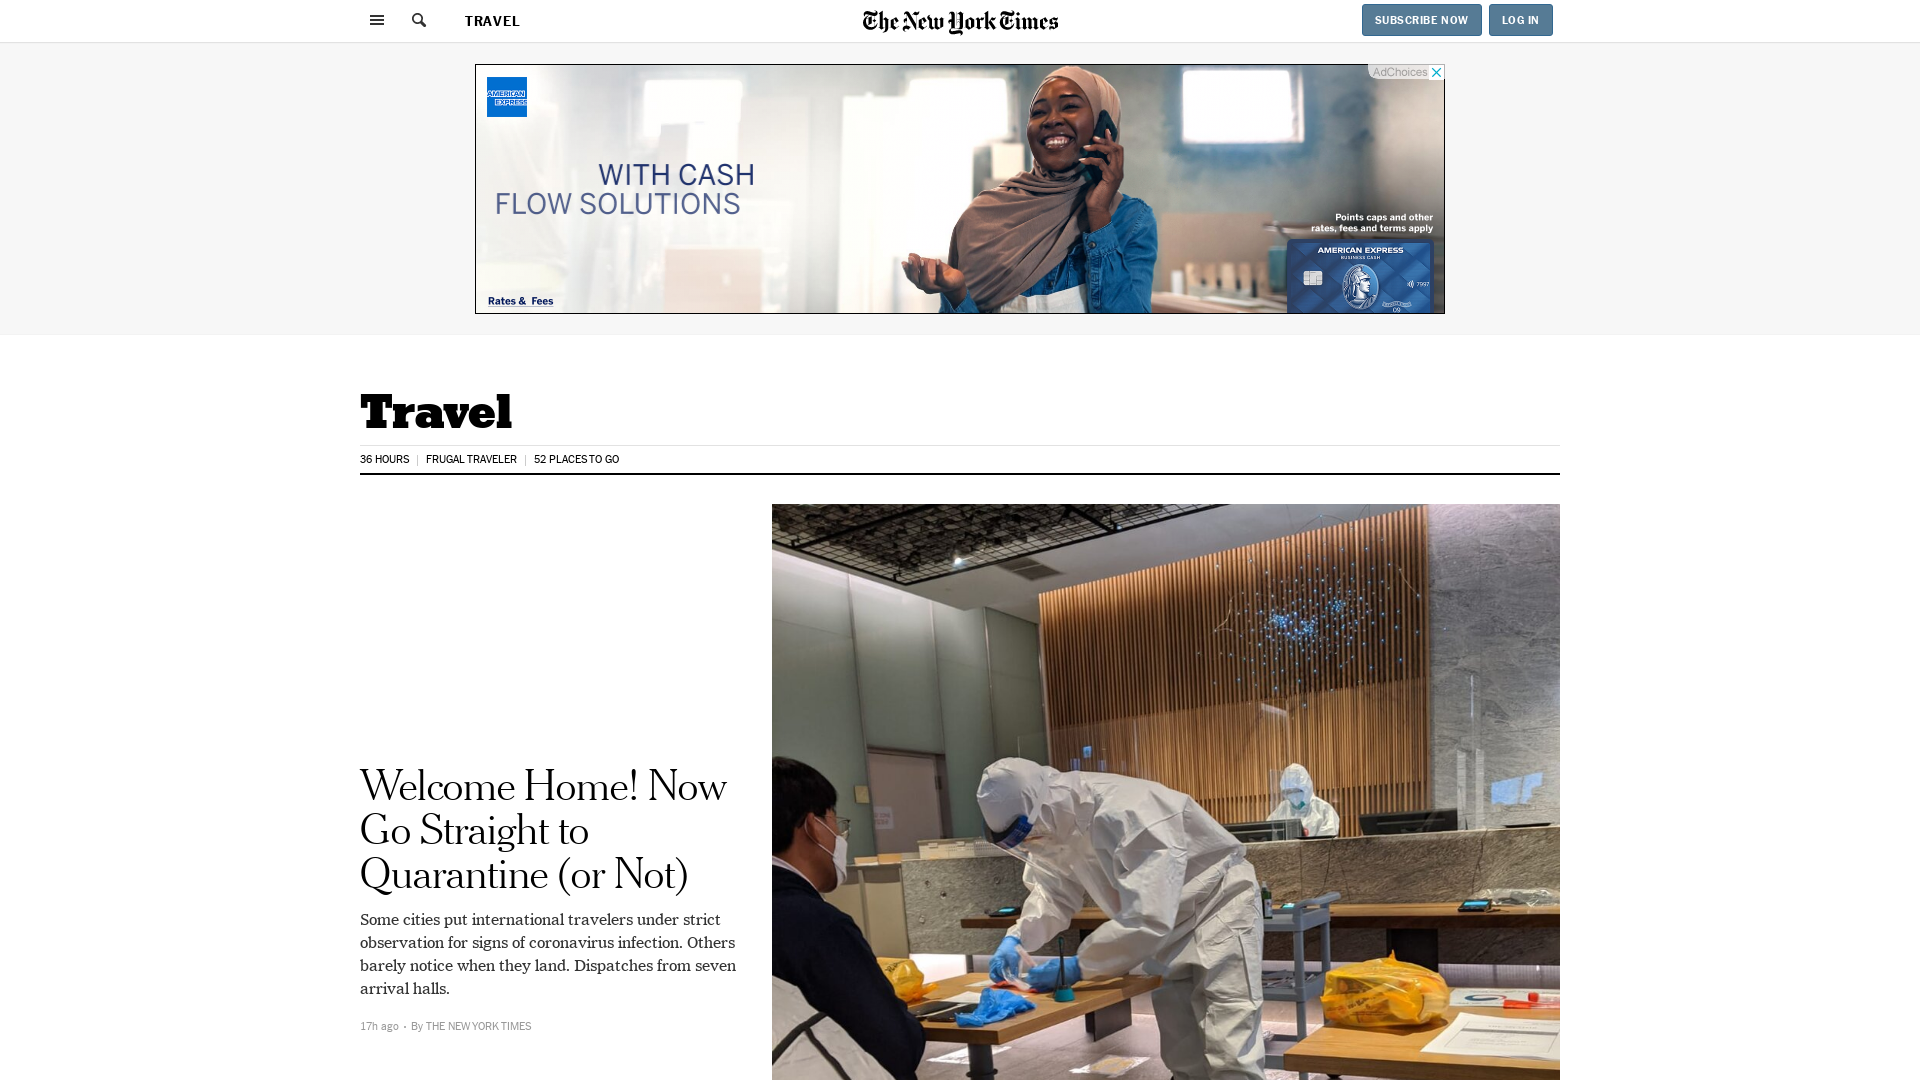 TRAVEL
The New York Times
SUBSCRIBE NOW
LOG IN
AdChoices
AMERICAN
EXPRESS
WITH CASH
FLOW SOLUTIONS
Points caps and other
rates, fees and terms apply
AMERICAN EXPRESS
BUSINESS CASH
7997
09
Rates & Fees
Travel
36 HOURS
FRUGAL TRAVELER
52 PLACES TO GO
Welcome Home! Now
Go Straight to
Quarantine (or Not)
Some cities put international travelers under strict
observation for signs of coronavirus infection. Others
barely notice when they land. Dispatches from seven
arrival halls.
17h ago • By THE NEW YORK TIMES